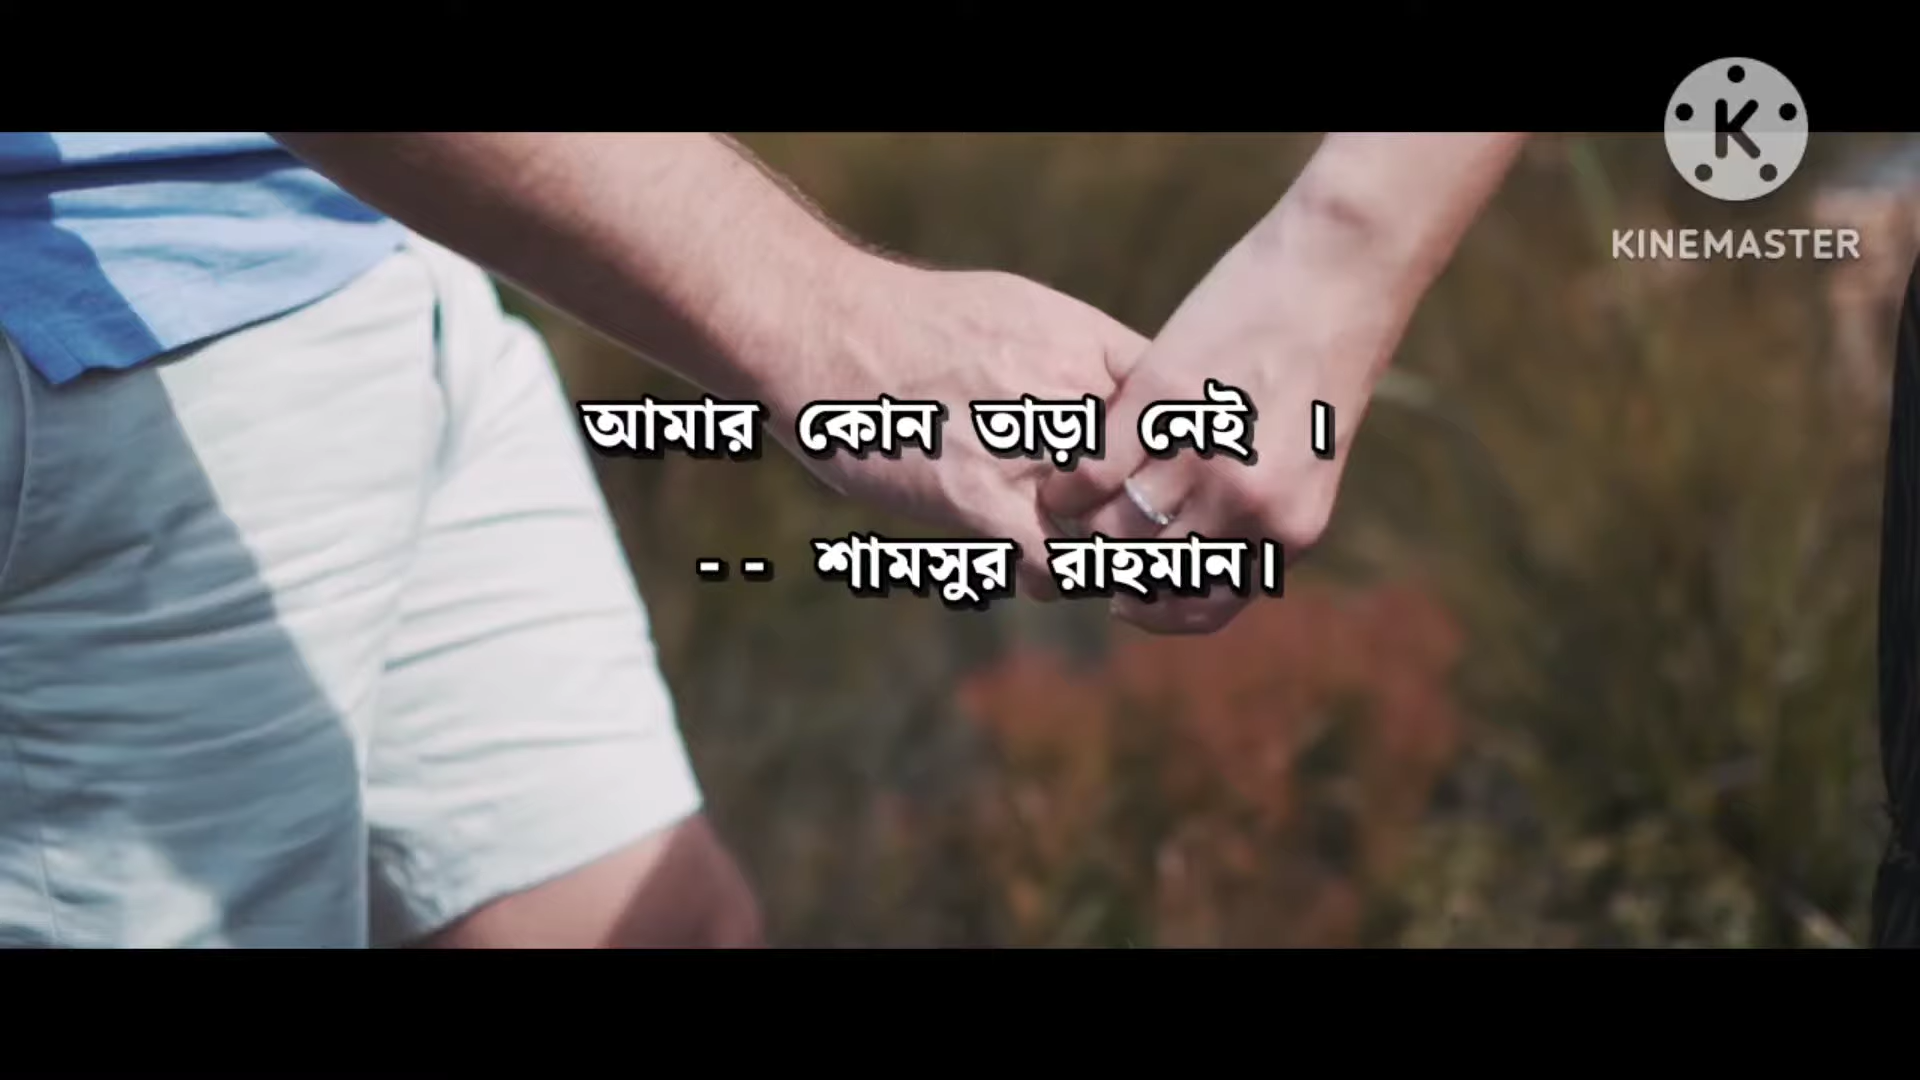 KINEMASTER
আমার কোন তাড়া নেই ।
-- শামসুর রাহমান।